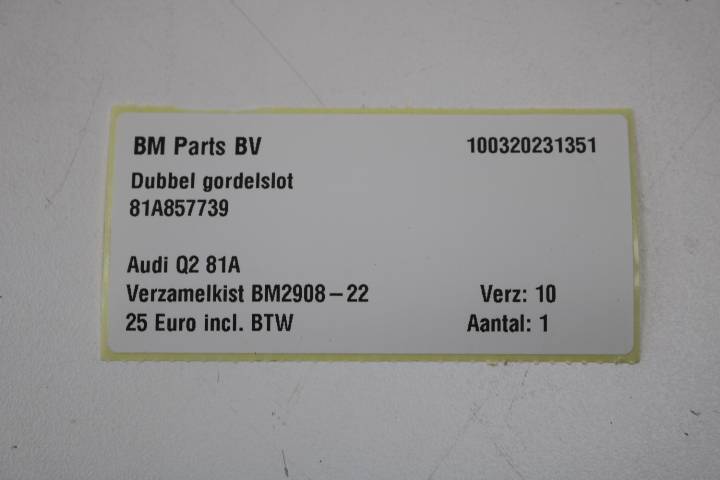 BM Parts BV 100320231351
Dubbel gordelslot
81A857739
Audi Q2 81A
Verzamelkist BM2908-22 Verz: 10
25 Euro incl. BTW Aantal: 1